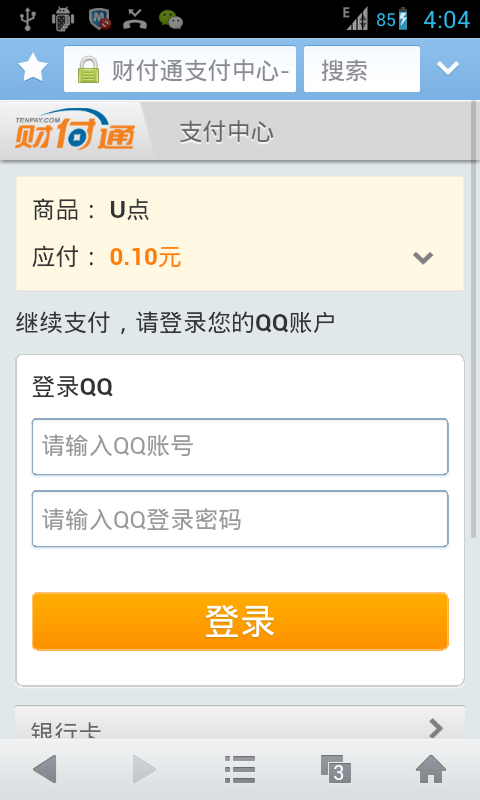 E 85 4:04
财付通支付中心- 搜索
TENPAY.COM
财付通 支付中心
商品： U点
应付： 0.10元
继续支付，请登录您的QQ账户
登录QQ
请输入QQ账号
请输入QQ登录密码
登录
银行卡
3